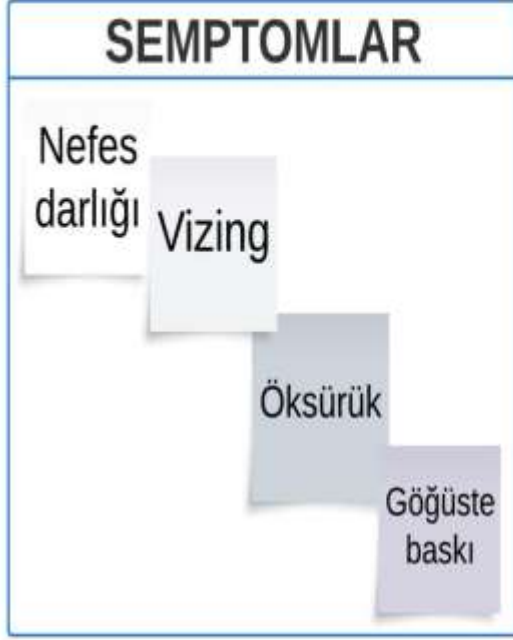 SEMPTOMLAR
Nefes
darlığı
Vizing
Öksürük
Göğüste
baskı